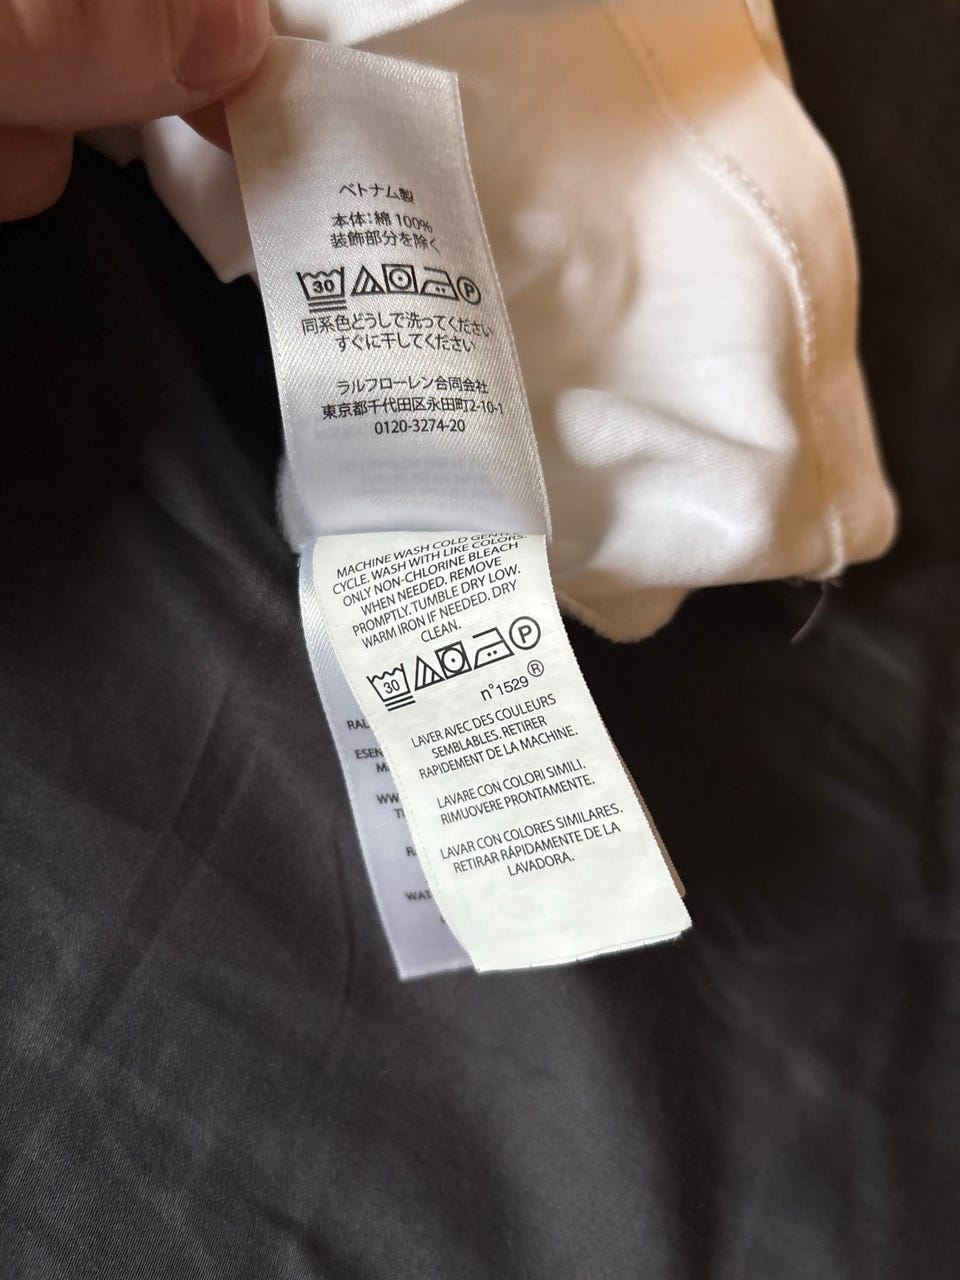 ベトナム製
本体:綿 100%
装飾部分を除く
30 P
同系色どうしで洗ってください
すぐに干してください
ラルフローレン合同会社
東京都千代田区永田町2-10-1
0120-3274-20
MACHINE WASH COLD GENTLE
CYCLE. WASH WITH LIKE COLORS.
ONLY NON-CHLORINE BLEACH
WHEN NEEDED. REMOVE
PROMPTLY. TUMBLE DRY LOW.
WARM IRON IF NEEDED. DRY
CLEAN.
30 P
n°1529 ®
LAVER AVEC DES COULEURS
SEMBLABLES. RETIRER
RAPIDEMENT DE LA MACHINE.
LAVARE CON COLORI SIMILI.
RIMUOVERE PRONTAMENTE.
LAVAR CON COLORES SIMILARES.
RETIRAR RÁPIDAMENTE DE LA
LAVADORA.